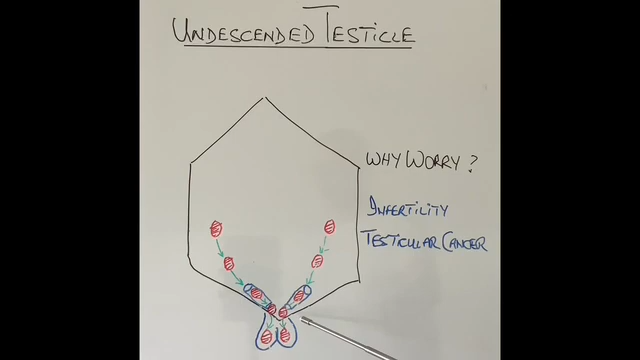 UNDESCENDED TESTICLE
WHY WORRY?
INFERTILITY
TESTICULAR CANCER